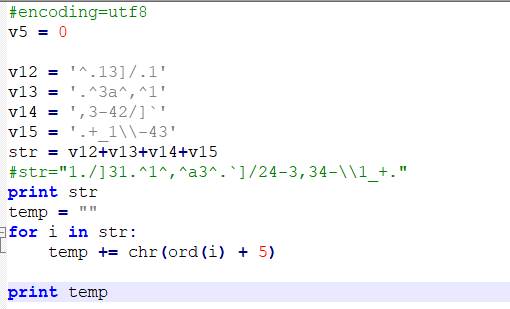 #encoding=utf8
v5 = 0
v12 = '^.13]/.1'
v13 = '.^3a^,^1'
v14 = ',3-42/]`'
v15 = '.+_1\\-43'
str = v12+v13+v14+v15
#str="1./]31.^1^,^a3^.`]/24-3,34-\\1_+."
print str
temp = ""
for i in str:
    temp += chr(ord(i) + 5)
print temp